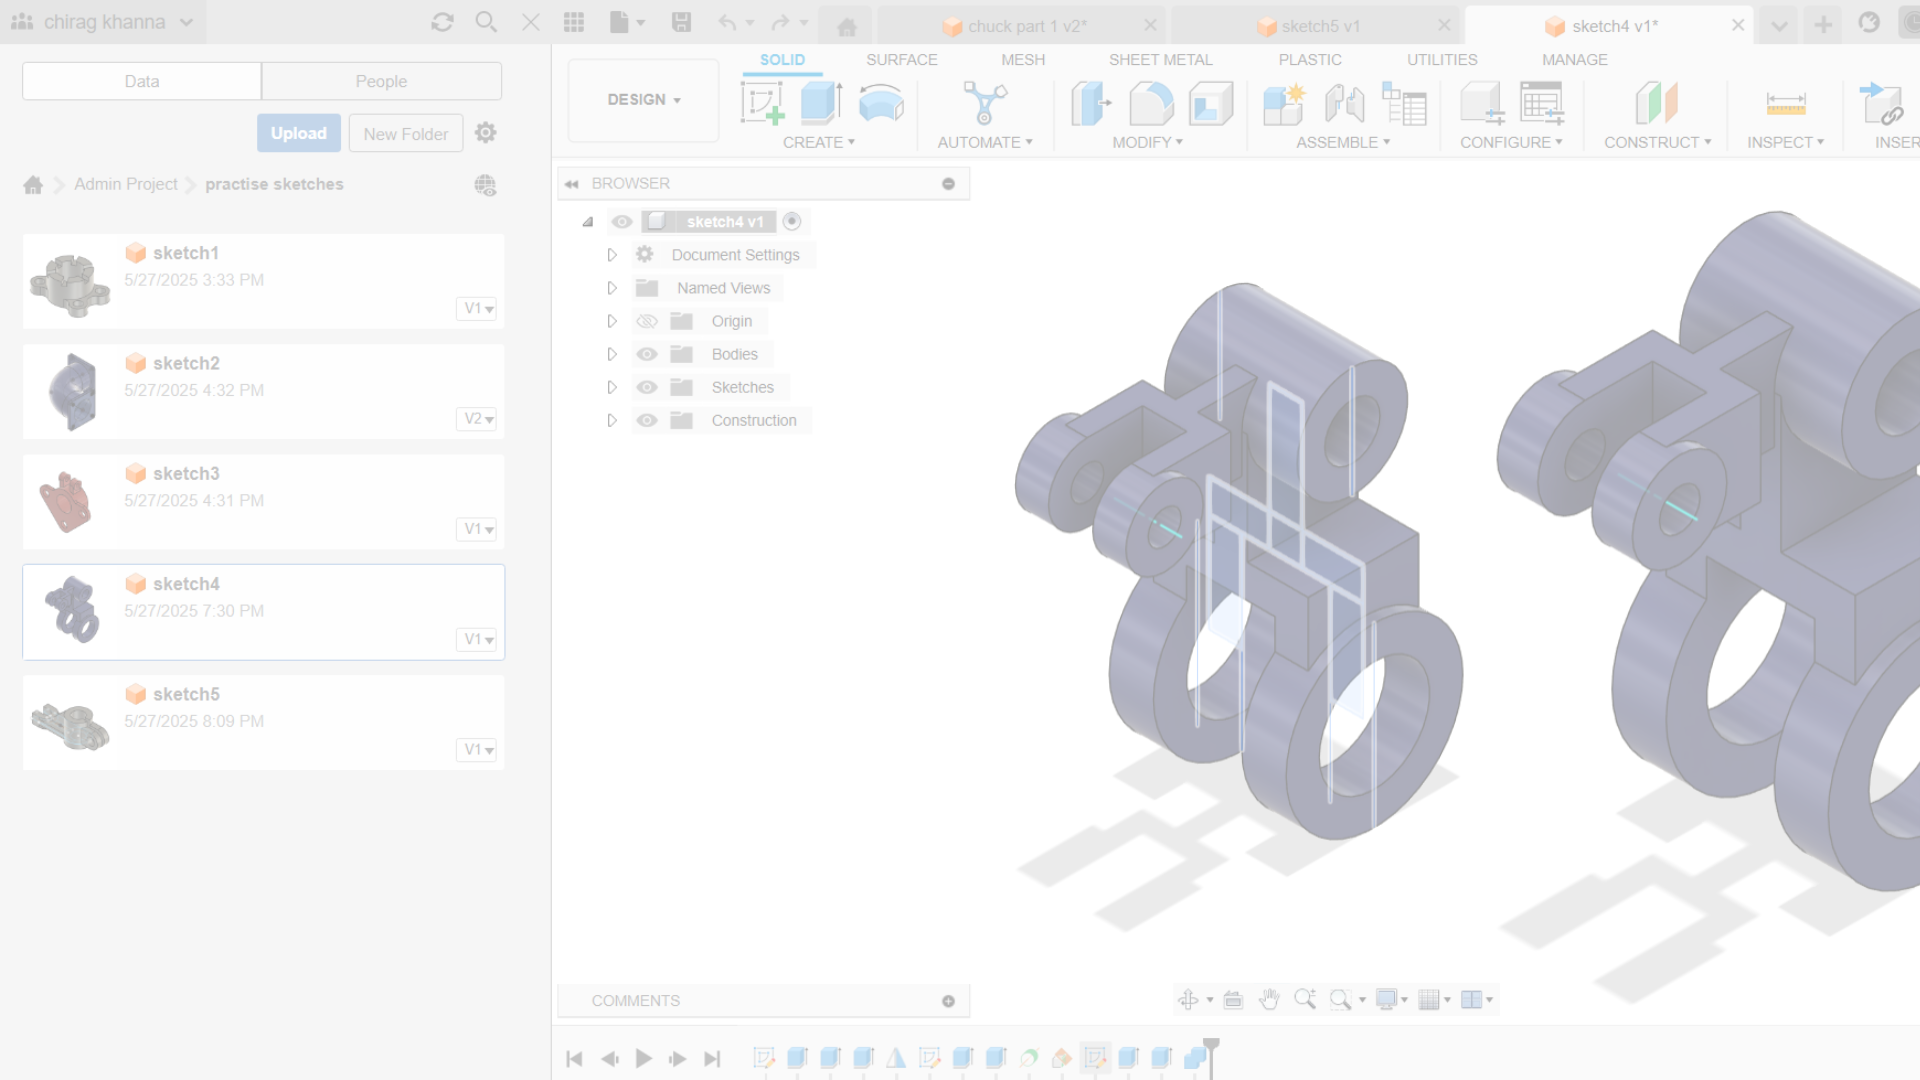 chirag khanna
chuck part 1 v2*
sketch5 v1
sketch4 v1*
Data
People
Upload
New Folder
Admin Project
practise sketches
sketch1
5/27/2025 3:33 PM
V1
sketch2
5/27/2025 4:32 PM
V2
sketch3
5/27/2025 4:31 PM
V1
sketch4
5/27/2025 7:30 PM
V1
sketch5
5/27/2025 8:09 PM
V1
DESIGN
SOLID
SURFACE
MESH
SHEET METAL
PLASTIC
UTILITIES
MANAGE
CREATE
AUTOMATE
MODIFY
ASSEMBLE
CONFIGURE
CONSTRUCT
INSPECT
INSER
BROWSER
sketch4 v1
Document Settings
Named Views
Origin
Bodies
Sketches
Construction
COMMENTS